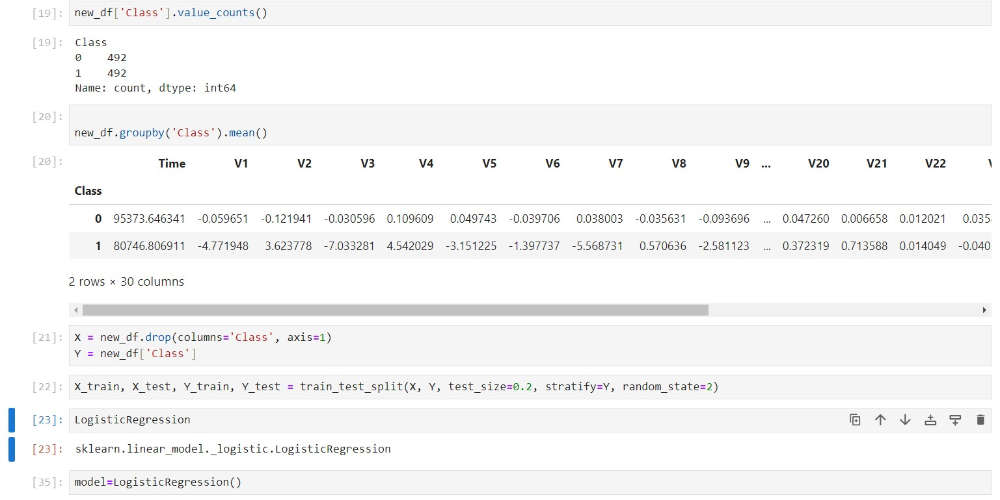 [19]: new_df['Class'].value_counts()
[19]: Class
0    492
1    492
Name: count, dtype: int64
[20]:
new_df.groupby('Class').mean()
[20]: Time V1 V2 V3 V4 V5 V6 V7 V8 V9 ... V20 V21 V22
Class
0 95373.646341 -0.059651 -0.121941 -0.030596 0.109609 0.049743 -0.039706 0.038003 -0.035631 -0.093696 ... 0.047260 0.006658 0.012021 0.035
1 80746.806911 -4.771948 3.623778 -7.033281 4.542029 -3.151225 -1.397737 -5.568731 0.570636 -2.581123 ... 0.372319 0.713588 0.014049 -0.040
2 rows × 30 columns
[21]: X = new_df.drop(columns='Class', axis=1)
Y = new_df['Class']
[22]: X_train, X_test, Y_train, Y_test = train_test_split(X, Y, test_size=0.2, stratify=Y, random_state=2)
[23]: LogisticRegression
[23]: sklearn.linear_model._logistic.LogisticRegression
[35]: model=LogisticRegression()